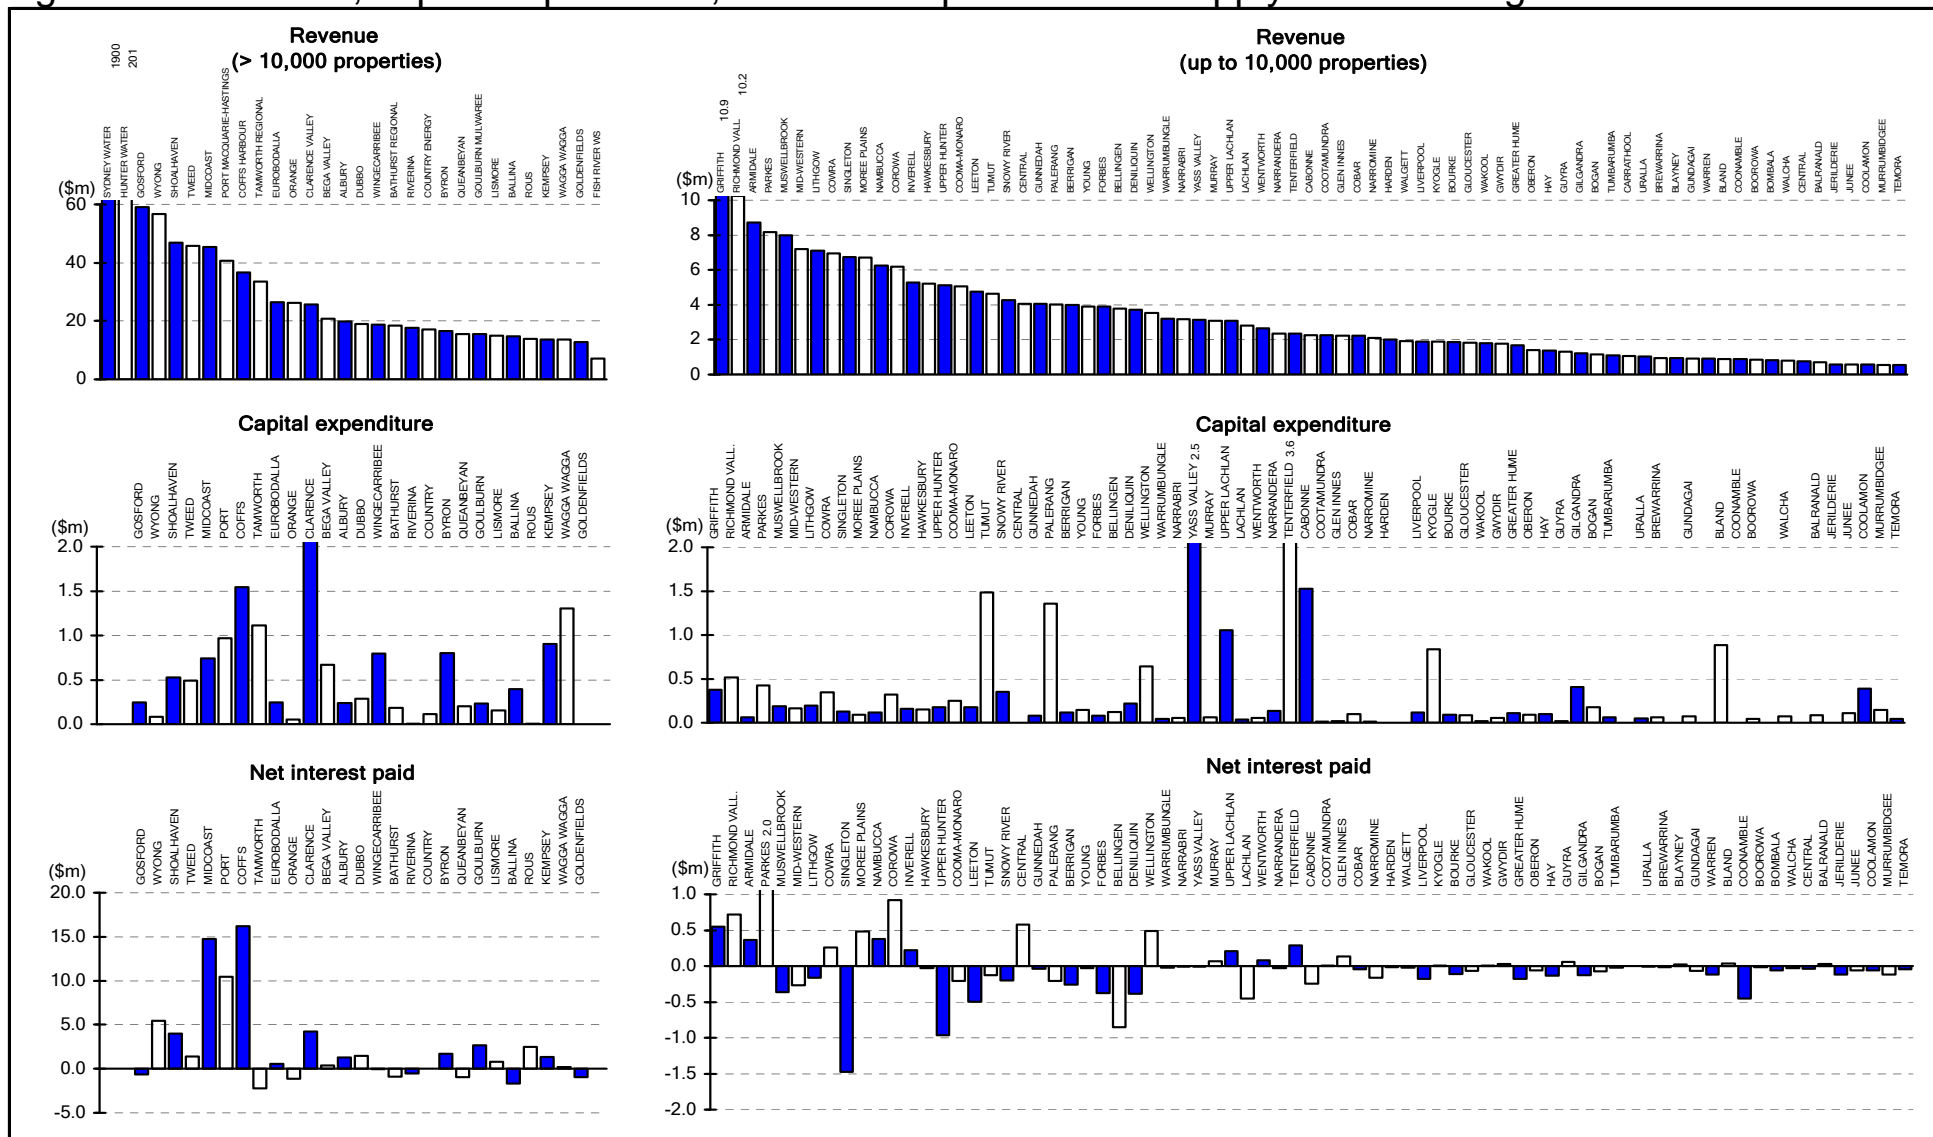 Revenue
(> 10,000 properties)
1900
201
SYDNEY WATER
HUNTER WATER
GOSFORD
WYONG
SHOALHAVEN
TWEED
MIDCOAST
PORT MACQUARIE-HASTINGS
COFFS HARBOUR
TAMWORTH REGIONAL
EUROBODALLA
ORANGE
CLARENCE VALLEY
BEGA VALLEY
ALBURY
DUBBO
WINGECARRIBEE
BATHURST REGIONAL
RIVERINA
COUNTRY ENERGY
BYRON
QUEANBEYAN
GOULBURN MULWAREE
LISMORE
BALLINA
ROUS
KEMPSEY
WAGGA WAGGA
GOLDENFIELDS
FISH RIVER WS
($m)
60
40
20
0
Revenue
(up to 10,000 properties)
10.9
10.2
GRIFFITH
RICHMOND VALL
ARMIDALE
PARKES
MUSWELLBROOK
MID-WESTERN
LITHGOW
COWRA
SINGLETON
MOREE PLAINS
NAMBUCCA
COROWA
INVERELL
HAWKESBURY
UPPER HUNTER
COOMA-MONARO
LEETON
TUMUT
SNOWY RIVER
CENTRAL
GUNNEDAH
PALERANG
BERRIGAN
YOUNG
FORBES
BELLINGEN
DENILIQUIN
WELLINGTON
WARRUMBUNGLE
NARRABRI
YASS VALLEY
MURRAY
UPPER LACHLAN
LACHLAN
WENTWORTH
NARRANDERA
TENTERFIELD
CABONNE
COOTAMUNDRA
GLEN INNES
COBAR
NARROMINE
HARDEN
WALGETT
LIVERPOOL
KYOGLE
BOURKE
GLOUCESTER
WAKOOL
GWYDIR
GREATER HUME
OBERON
HAY
GUYRA
GILGANDRA
BOGAN
TUMBARUMBA
CARRATHOOL
URALLA
BREWARRINA
BLAYNEY
GUNDAGAI
WARREN
BLAND
COONAMBLE
BOOROWA
BOMBALA
WALCHA
CENTRAL
BALRANALD
JERILDERIE
JUNEE
COOLAMON
MURRUMBIDGEE
TEMORA
($m)
10
8
6
4
2
0
Capital expenditure
GOSFORD
WYONG
SHOALHAVEN
TWEED
MIDCOAST
PORT
COFFS
TAMWORTH
EUROBODALLA
ORANGE
CLARENCE
BEGA VALLEY
ALBURY
DUBBO
WINGECARRIBEE
BATHURST
RIVERINA
COUNTRY
BYRON
QUEANBEYAN
GOULBURN
LISMORE
BALLINA
ROUS
KEMPSEY
WAGGA WAGGA
GOLDENFIELDS
($m)
2.0
1.5
1.0
0.5
0.0
Capital expenditure
GRIFFITH
RICHMOND VALL.
ARMIDALE
PARKES
MUSWELLBROOK
MID-WESTERN
LITHGOW
COWRA
SINGLETON
MOREE PLAINS
NAMBUCCA
COROWA
INVERELL
HAWKESBURY
UPPER HUNTER
COOMA-MONARO
LEETON
TUMUT
SNOWY RIVER
CENTRAL
GUNNEDAH
PALERANG
BERRIGAN
YOUNG
FORBES
BELLINGEN
DENILIQUIN
WELLINGTON
WARRUMBUNGLE
NARRABRI
YASS VALLEY 2.5
MURRAY
UPPER LACHLAN
LACHLAN
WENTWORTH
NARRANDERA
TENTERFIELD 3.6
CABONNE
COOTAMUNDRA
GLEN INNES
COBAR
NARROMINE
HARDEN
LIVERPOOL
KYOGLE
BOURKE
GLOUCESTER
WAKOOL
GWYDIR
GREATER HUME
OBERON
HAY
GUYRA
GILGANDRA
BOGAN
TUMBARUMBA
URALLA
BREWARRINA
GUNDAGAI
BLAND
COONAMBLE
BOOROWA
WALCHA
BALRANALD
JERILDERIE
JUNEE
COOLAMON
MURRUMBIDGEE
TEMORA
($m)
2.0
1.5
1.0
0.5
0.0
Net interest paid
GOSFORD
WYONG
SHOALHAVEN
TWEED
MIDCOAST
PORT
COFFS
TAMWORTH
EUROBODALLA
ORANGE
CLARENCE
BEGA VALLEY
ALBURY
DUBBO
WINGECARRIBEE
BATHURST
RIVERINA
COUNTRY
BYRON
QUEANBEYAN
GOULBURN
LISMORE
BALLINA
ROUS
KEMPSEY
WAGGA WAGGA
GOLDENFIELDS
($m)
20.0
15.0
10.0
5.0
0.0
-5.0
Net interest paid
GRIFFITH
RICHMOND VALL.
ARMIDALE
PARKES 2.0
MUSWELLBROOK
MID-WESTERN
LITHGOW
COWRA
SINGLETON
MOREE PLAINS
NAMBUCCA
COROWA
INVERELL
HAWKESBURY
UPPER HUNTER
COOMA-MONARO
LEETON
TUMUT
SNOWY RIVER
CENTRAL
GUNNEDAH
PALERANG
BERRIGAN
YOUNG
FORBES
BELLINGEN
DENILIQUIN
WELLINGTON
WARRUMBUNGLE
NARRABRI
YASS VALLEY
MURRAY
UPPER LACHLAN
LACHLAN
WENTWORTH
NARRANDERA
TENTERFIELD
CABONNE
COOTAMUNDRA
GLEN INNES
COBAR
NARROMINE
HARDEN
WALGETT
LIVERPOOL
KYOGLE
BOURKE
GLOUCESTER
WAKOOL
GWYDIR
GREATER HUME
OBERON
HAY
GUYRA
GILGANDRA
BOGAN
TUMBARUMBA
URALLA
BREWARRINA
BLAYNEY
GUNDAGAI
WARREN
BLAND
COONAMBLE
BOOROWA
BOMBALA
WALCHA
CENTRAL
BALRANALD
JERILDERIE
JUNEE
COOLAMON
MURRUMBIDGEE
TEMORA
($m)
1.0
0.5
0.0
-0.5
-1.0
-1.5
-2.0